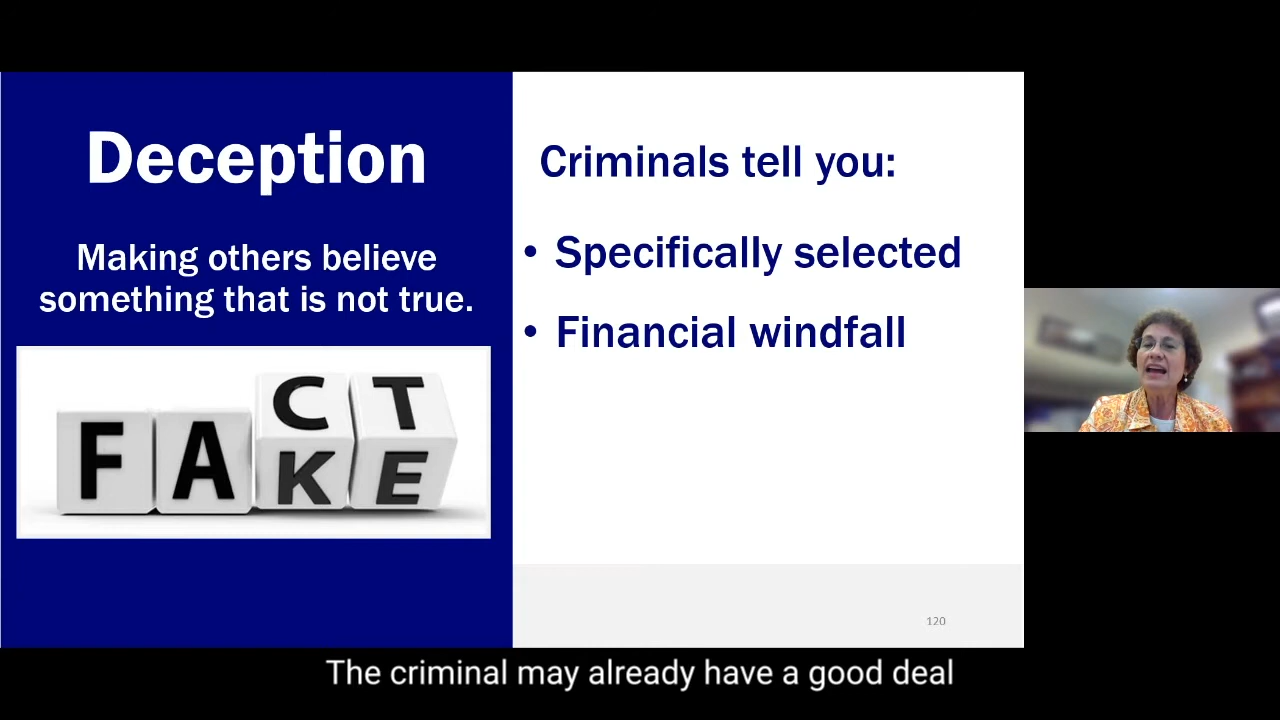 Deception
Making others believe
something that is not true.
CT
FAKE
Criminals tell you:
• Specifically selected
• Financial windfall
120
The criminal may already have a good deal